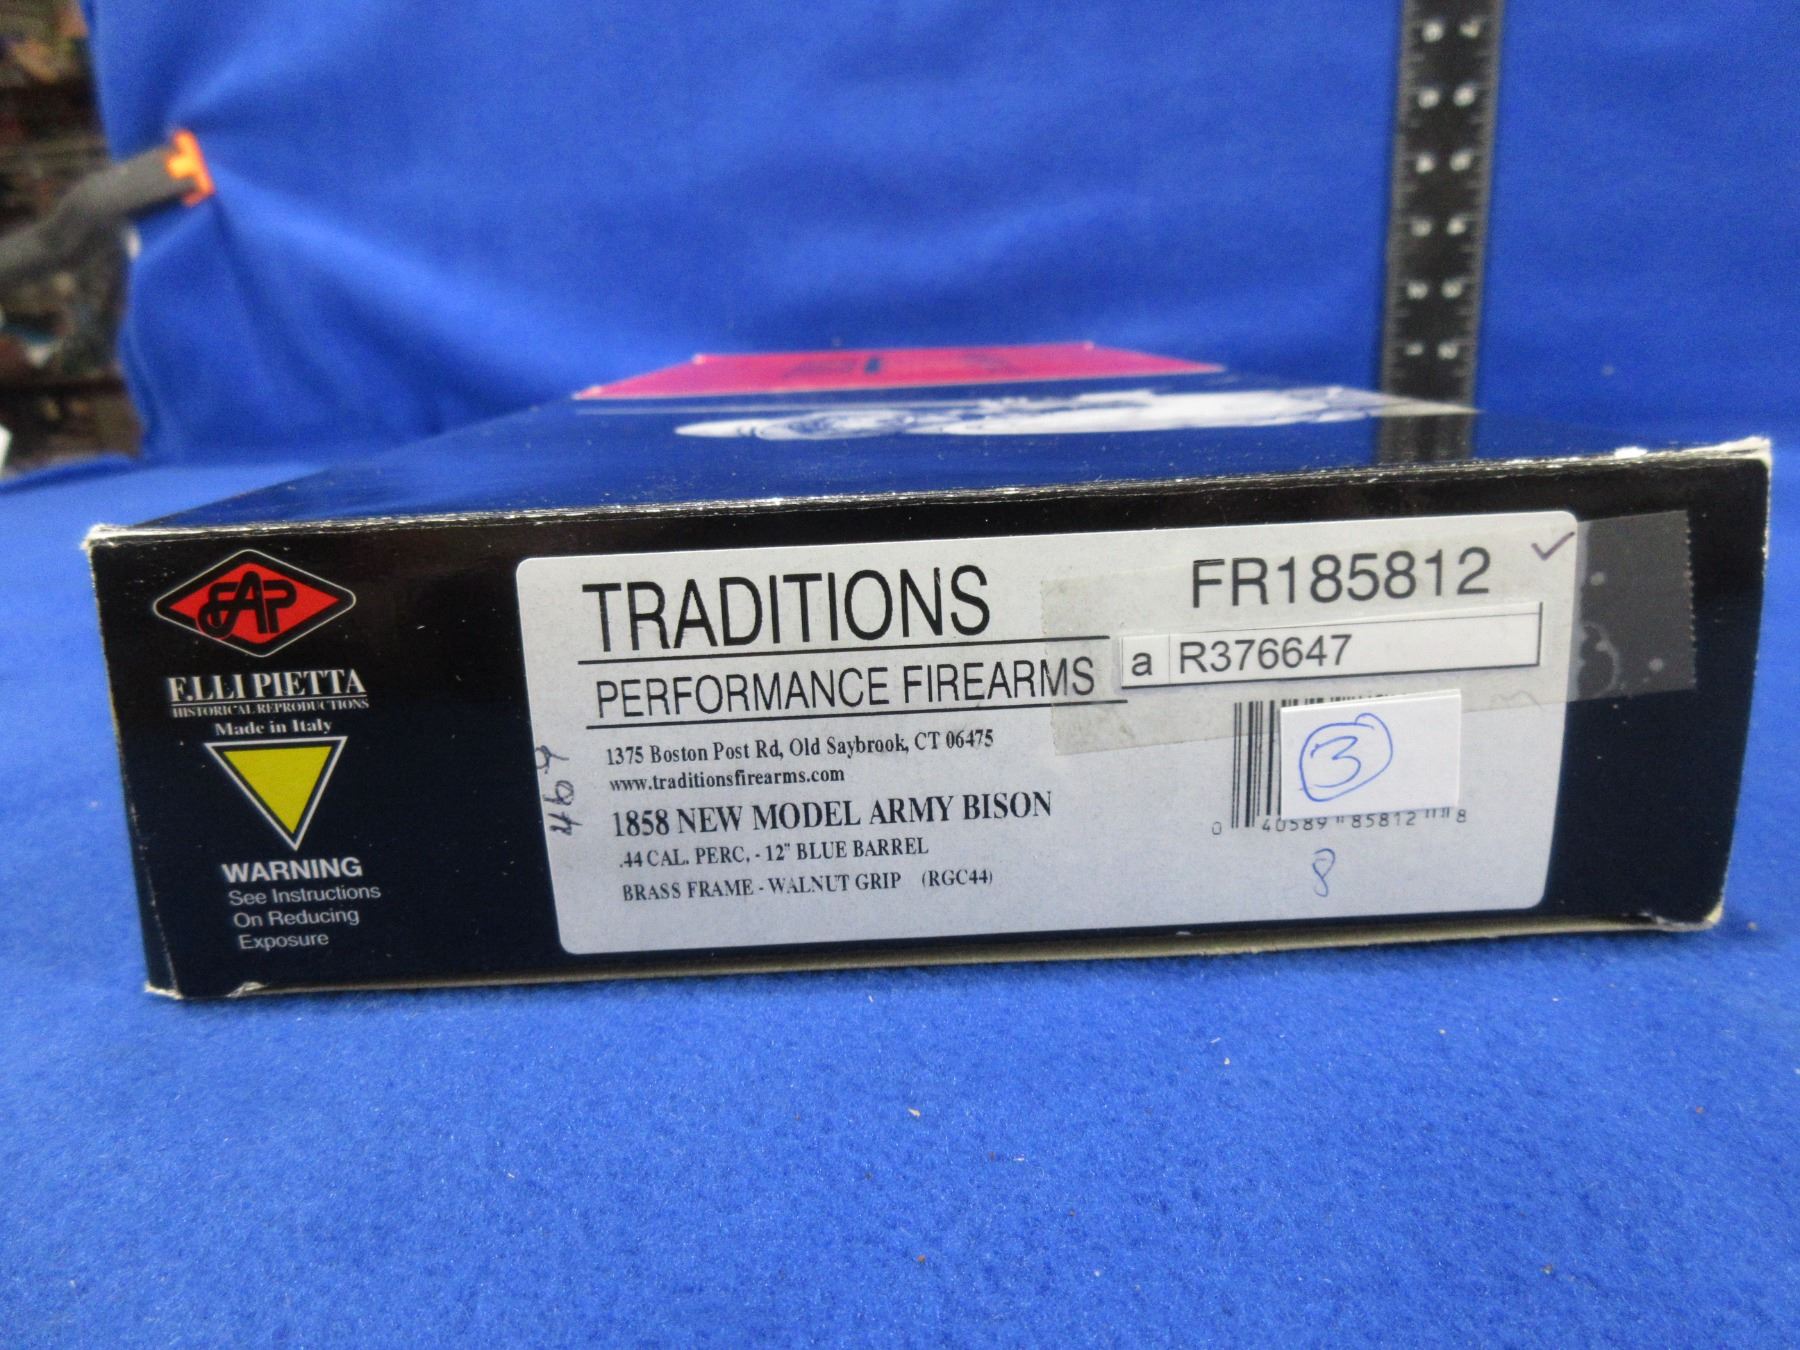 FAP
F.LLI PIETTA
HISTORICAL REPRODUCTIONS
Made in Italy
WARNING
See Instructions
On Reducing
Exposure
469
TRADITIONS
PERFORMANCE FIREARMS
1375 Boston Post Rd, Old Saybrook, CT 06475
www.traditionsfirearms.com
1858 NEW MODEL ARMY BISON
.44 CAL. PERC. - 12" BLUE BARREL
BRASS FRAME - WALNUT GRIP (RGC44)
FR185812
a R376647
3
0 40589 85812 8
8